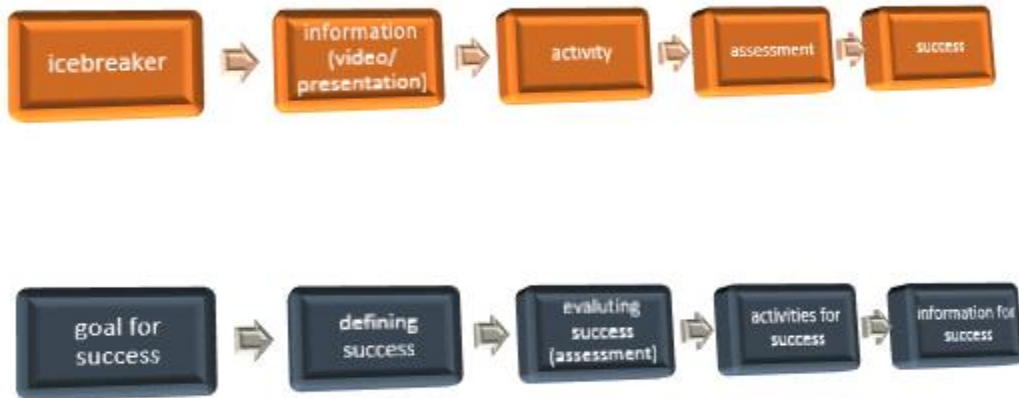 icebreaker
information
(video/
presentation)
activity
assessment
success
goal for
success
defining
success
evaluting
success
(assessment)
activities for
success
information for
success